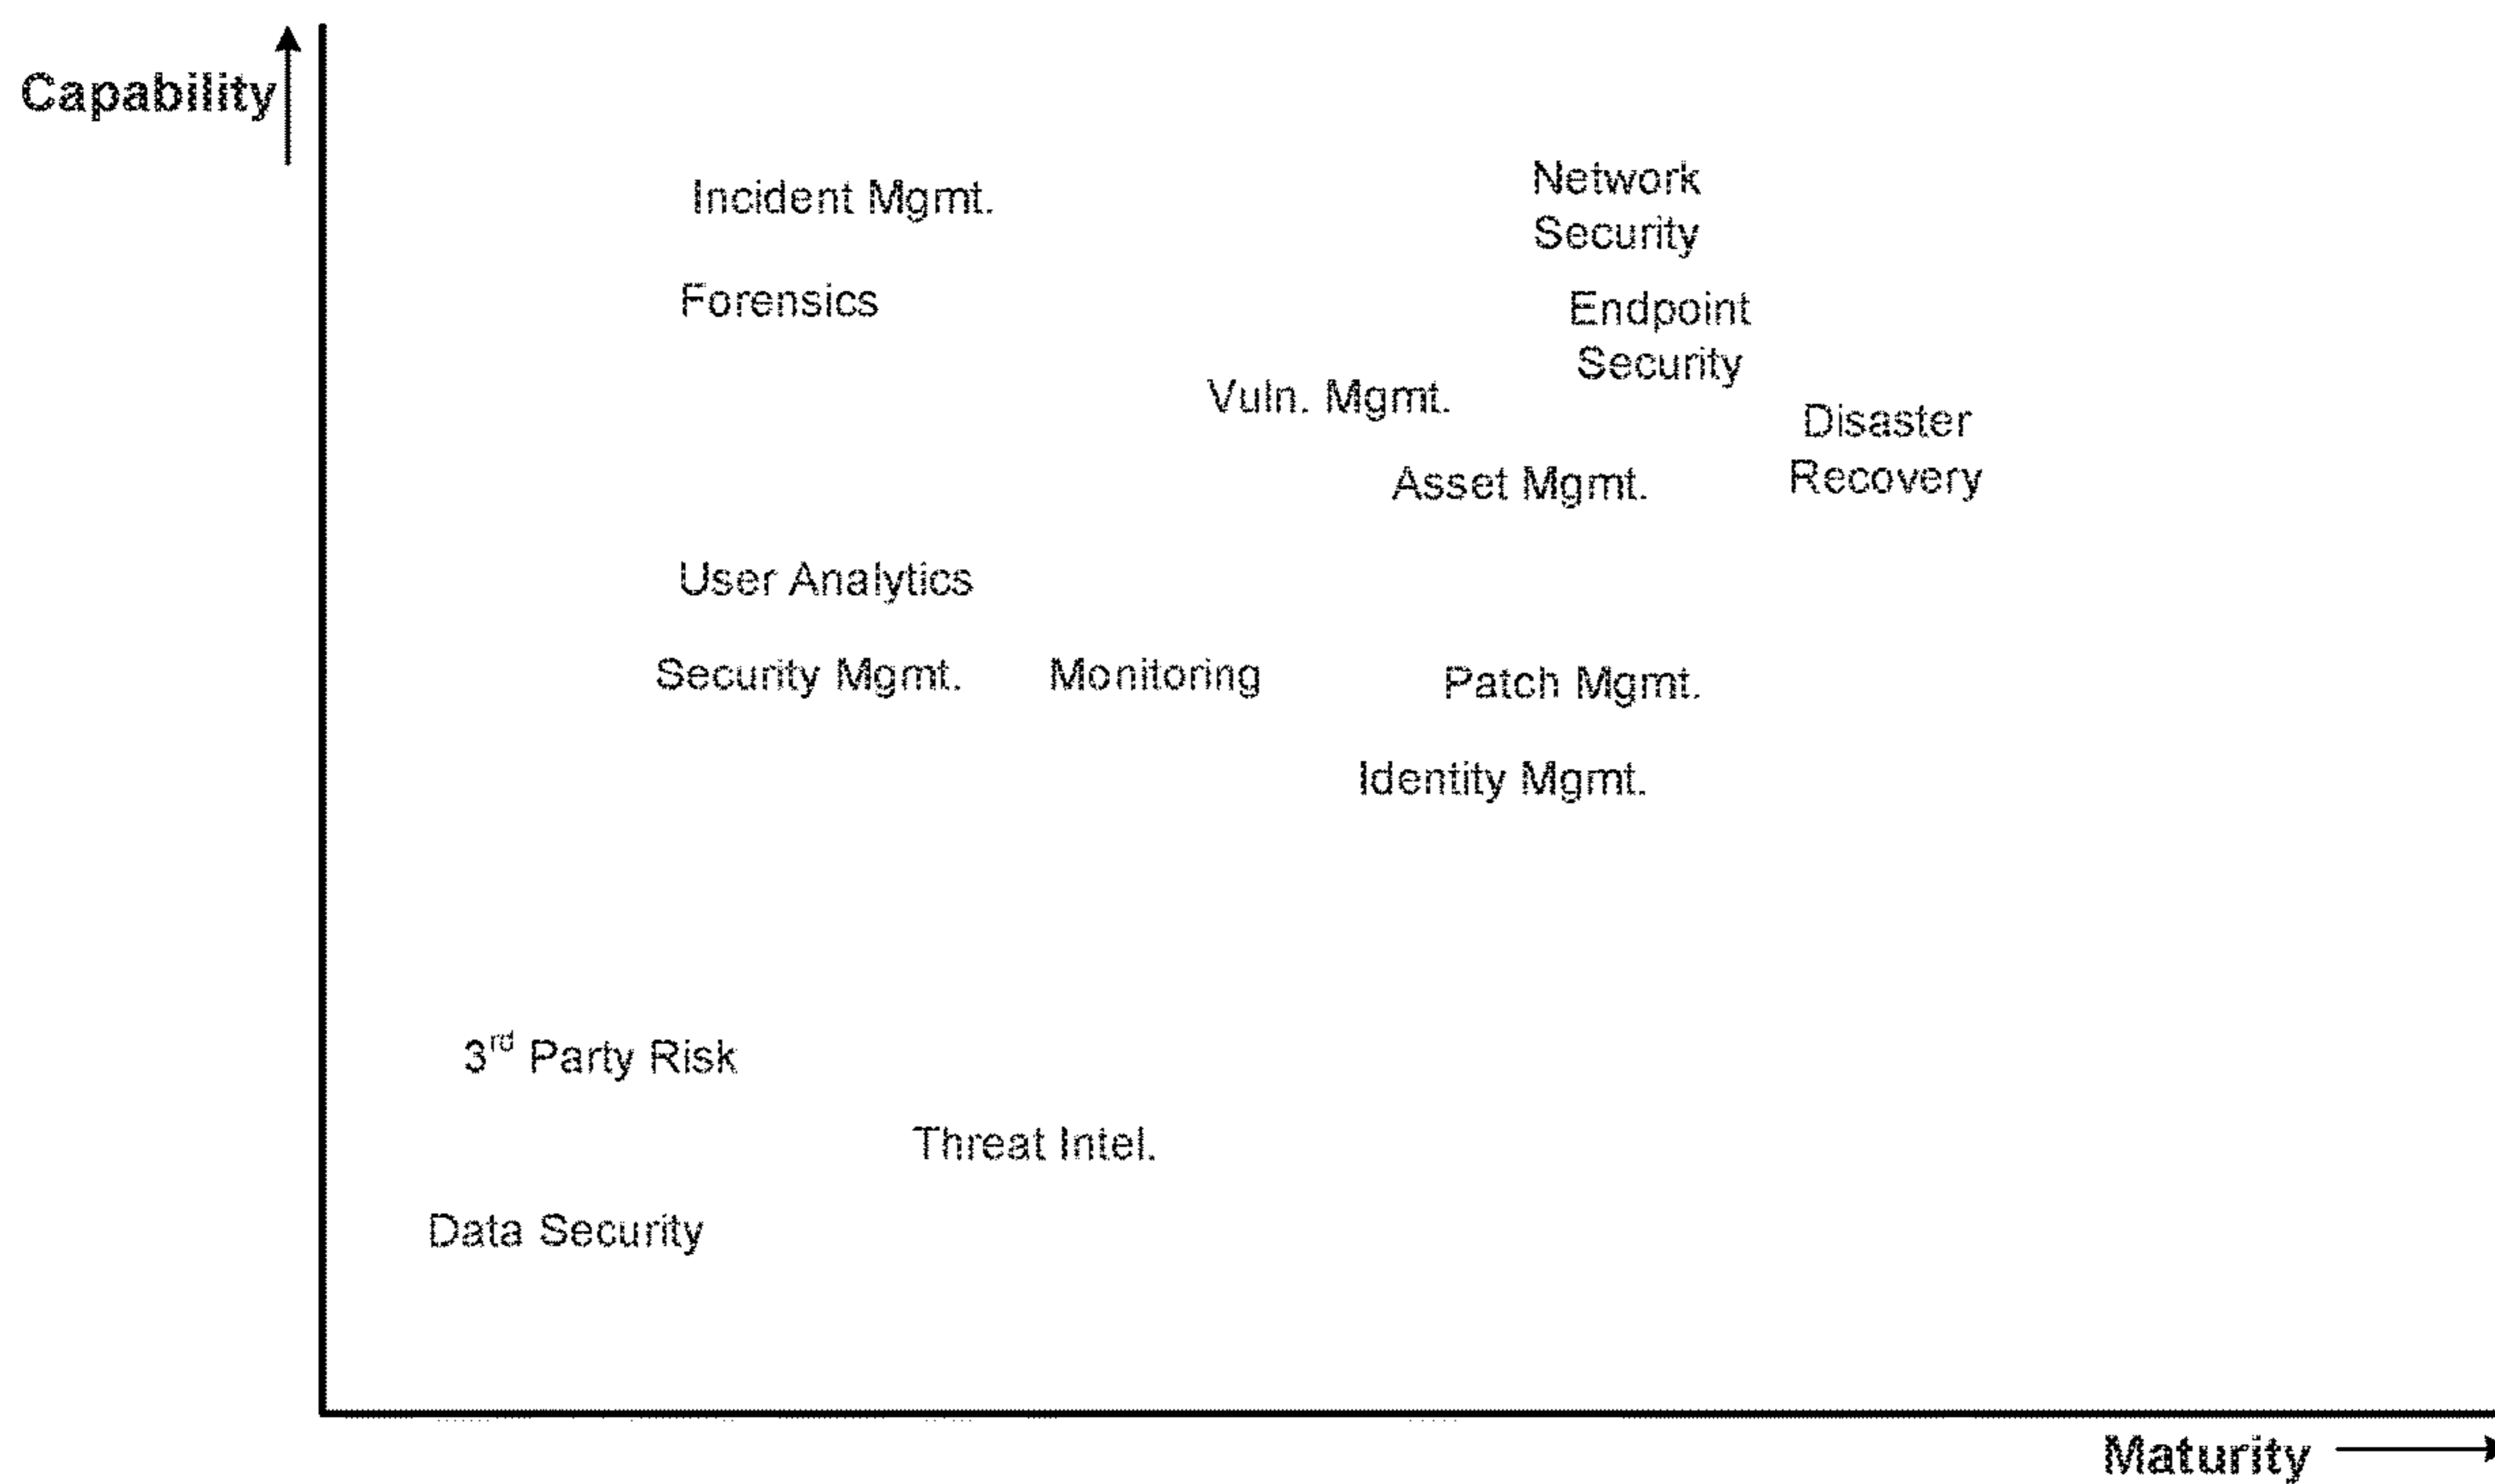 Capability
Incident Mgmt.
Network
Security
Forensics
Endpoint
Security
Vuln. Mgmt.
Disaster
Recovery
Asset Mgmt.
User Analytics
Security Mgmt.
Monitoring
Patch Mgmt.
Identity Mgmt.
3rd Party Risk
Threat Intel.
Data Security
Maturity